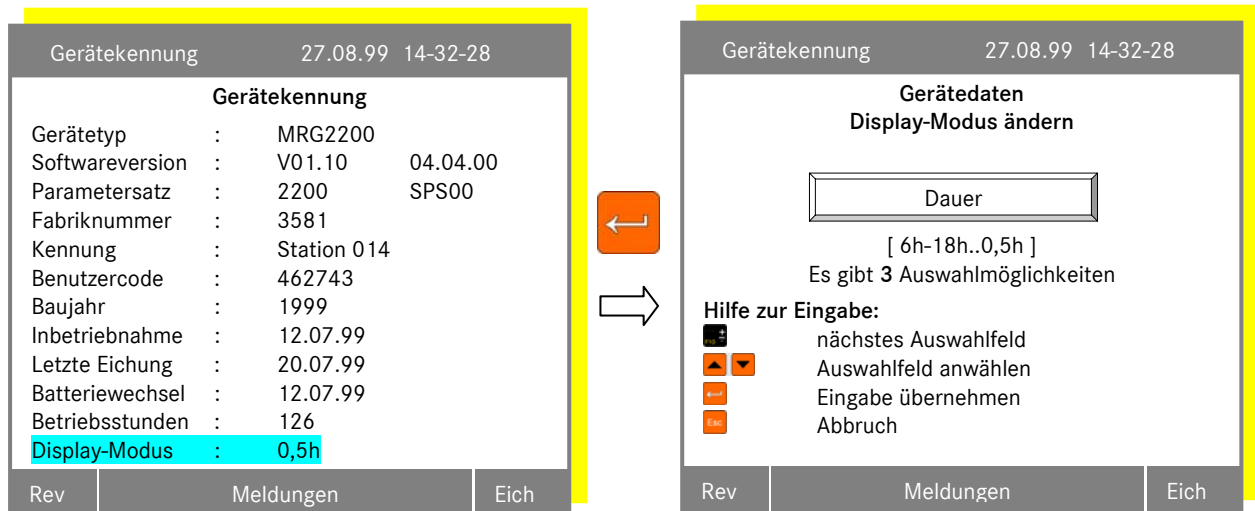 Gerätekennung 27.08.99 14-32-28
Gerätekennung
Gerätetyp : MRG2200
Softwareversion : V01.10 04.04.00
Parametersatz : 2200 SPS00
Fabriknummer : 3581
Kennung : Station 014
Benutzercode : 462743
Baujahr : 1999
Inbetriebnahme : 12.07.99
Letzte Eichung : 20.07.99
Batteriewechsel : 12.07.99
Betriebsstunden : 126
Display-Modus : 0,5h
Rev Meldungen Eich
Gerätekennung 27.08.99 14-32-28
Gerätedaten
Display-Modus ändern
Dauer
[ 6h-18h..0,5h ]
Es gibt 3 Auswahlmöglichkeiten
Hilfe zur Eingabe:
nächstes Auswahlfeld
Auswahlfeld anwählen
Eingabe übernehmen
Esc Abbruch
Rev Meldungen Eich